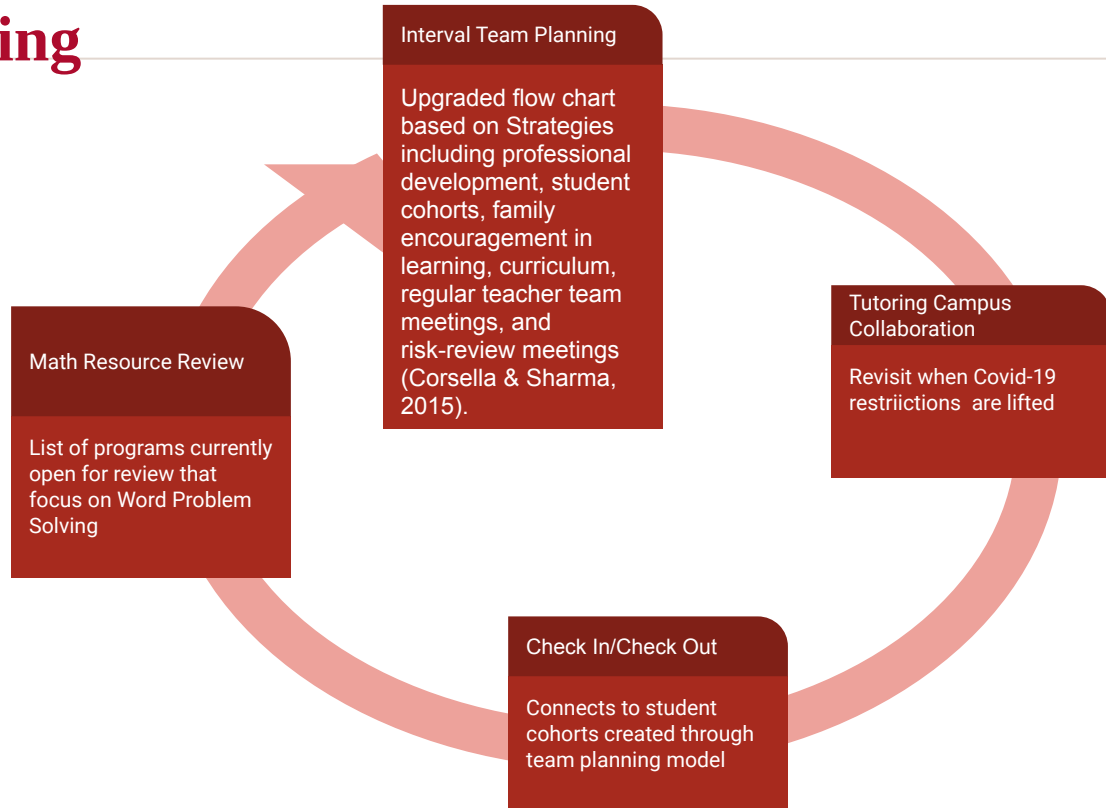 ing
Interval Team Planning
Upgraded flow chart
based on Strategies
including professional
development, student
cohorts, family
encouragement in
learning, curriculum,
regular teacher team
meetings, and
risk-review meetings
(Corsella & Sharma,
2015).
Tutoring Campus
Collaboration
Revisit when Covid-19
restriictions  are lifted
Check In/Check Out
Connects to student
cohorts created through
team planning model
Math Resource Review
List of programs currently
open for review that
focus on Word Problem
Solving